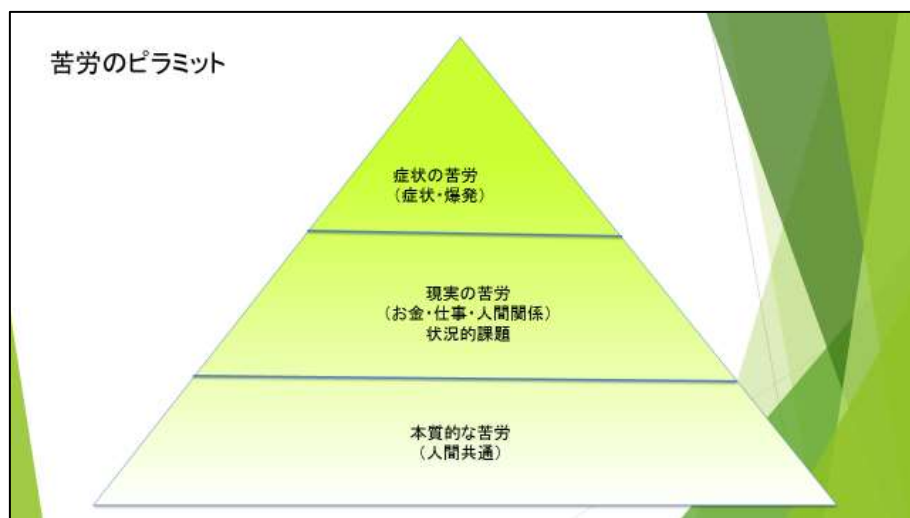 苦労のピラミット
症状の苦労
（症状・爆発）
現実の苦労
（お金・仕事・人間関係）
状況的課題
本質的な苦労
（人間共通）